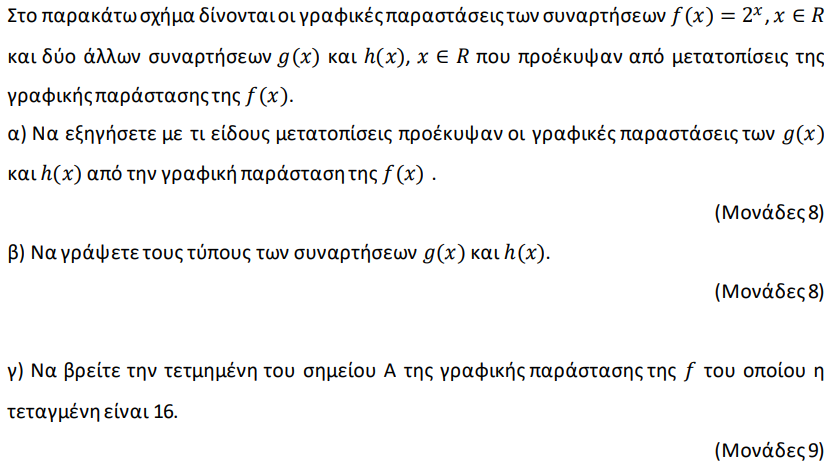 Στο παρακάτω σχήμα δίνονται οι γραφικές παραστάσεις των συναρτήσεων f(x) = 2ˣ, x ∈ R
και δύο άλλων συναρτήσεων g(x) και h(x), x ∈ R που προέκυψαν από μετατοπίσεις της
γραφικής παράστασης της f(x).
α) Να εξηγήσετε με τι είδους μετατοπίσεις προέκυψαν οι γραφικές παραστάσεις των g(x)
και h(x) από την γραφική παράσταση της f(x) .
(Μονάδες 8)
β) Να γράψετε τους τύπους των συναρτήσεων g(x) και h(x).
(Μονάδες 8)
γ) Να βρείτε την τετμημένη του σημείου Α της γραφικής παράστασης της f του οποίου η
τεταγμένη είναι 16.
(Μονάδες 9)